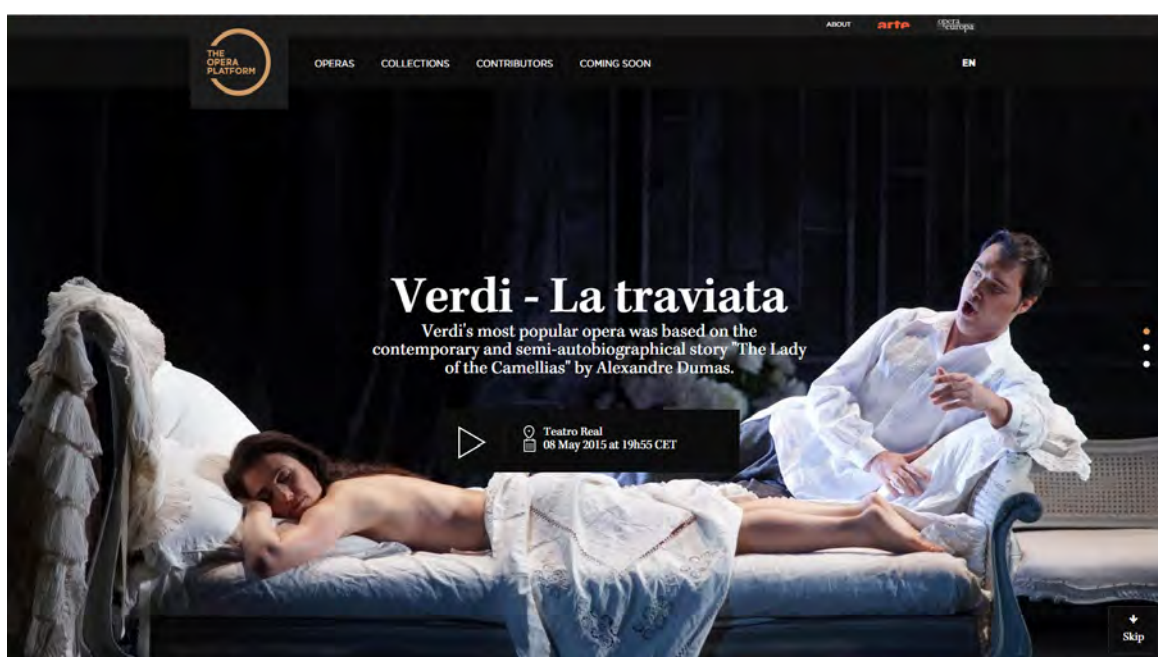 ABOUT arte opera europa
THE
OPERA
PLATFORM
OPERAS COLLECTIONS CONTRIBUTORS COMING SOON EN
Verdi - La traviata
Verdi's most popular opera was based on the
contemporary and semi-autobiographical story "The Lady
of the Camellias" by Alexandre Dumas.
Teatro Real
08 May 2015 at 19h55 CET
Skip